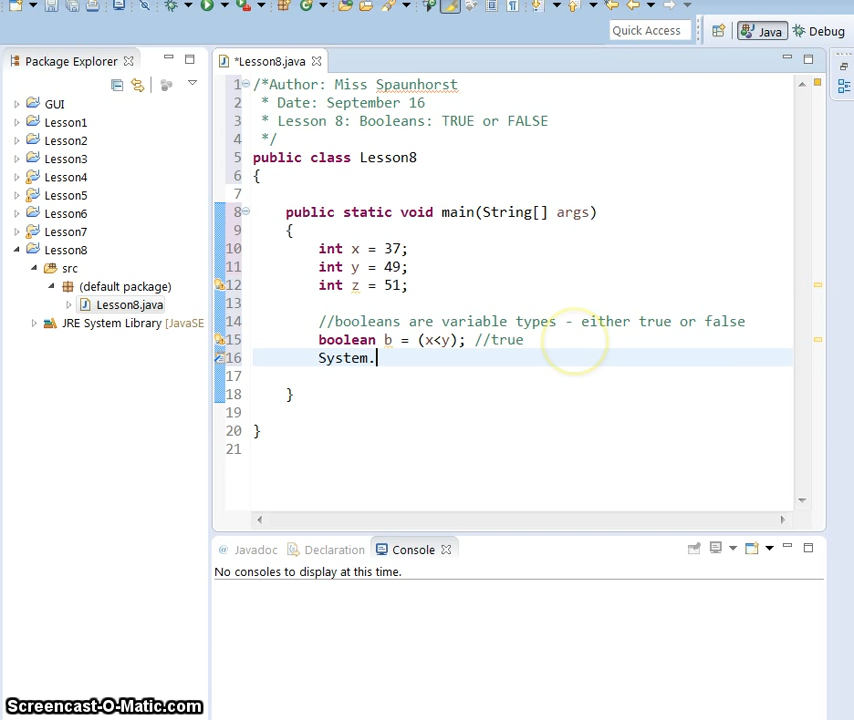 Quick Access
Java
Debug
Package Explorer
*Lesson8.java
GUI
Lesson1
Lesson2
Lesson3
Lesson4
Lesson5
Lesson6
Lesson7
Lesson8
src
(default package)
Lesson8.java
JRE System Library [JavaSE
1 /*Author: Miss Spaunhorst
2 * Date: September 16
3 * Lesson 8: Booleans: TRUE or FALSE
4 */
5 public class Lesson8
6 {
7
8 public static void main(String[] args)
9 {
10 int x = 37;
11 int y = 49;
12 int z = 51;
13
14 //booleans are variable types - either true or false
15 boolean b = (x<y); //true
16 System.
17
18 }
19
20 }
21
@ Javadoc
Declaration
Console
No consoles to display at this time.
Screencast-O-Matic.com